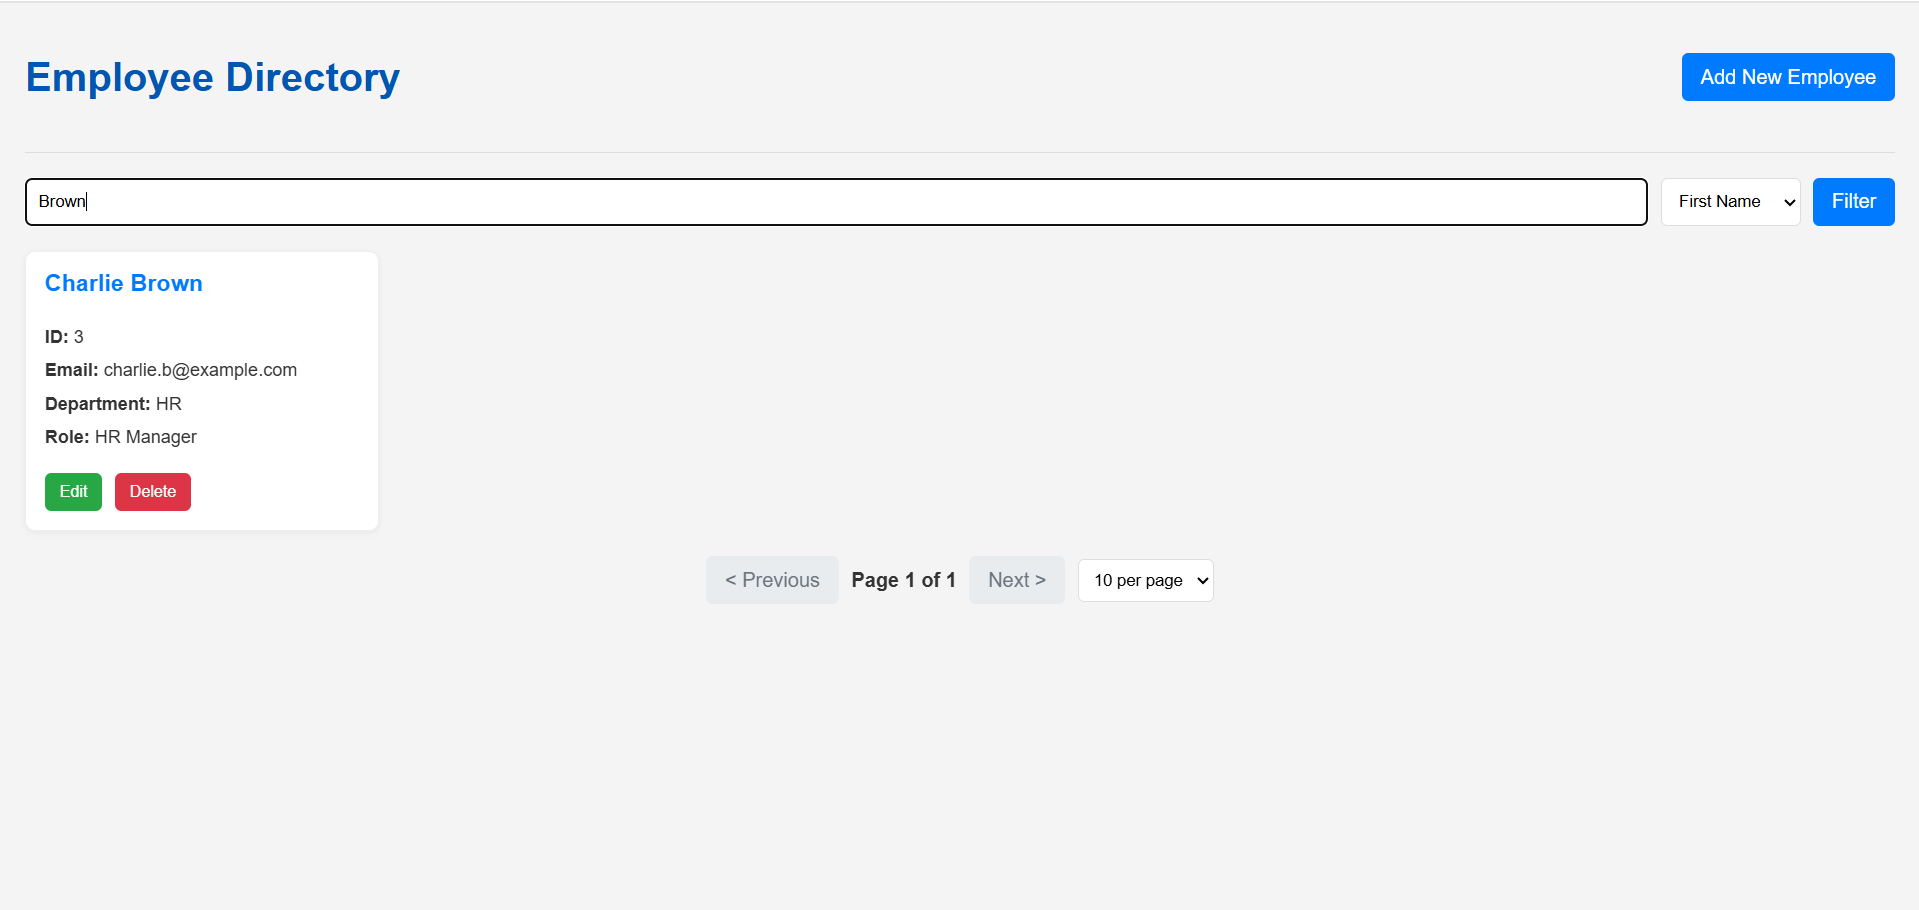 Employee Directory
Add New Employee
Brown
First Name
Filter
Charlie Brown
ID: 3
Email: charlie.b@example.com
Department: HR
Role: HR Manager
Edit
Delete
< Previous
Page 1 of 1
Next >
10 per page